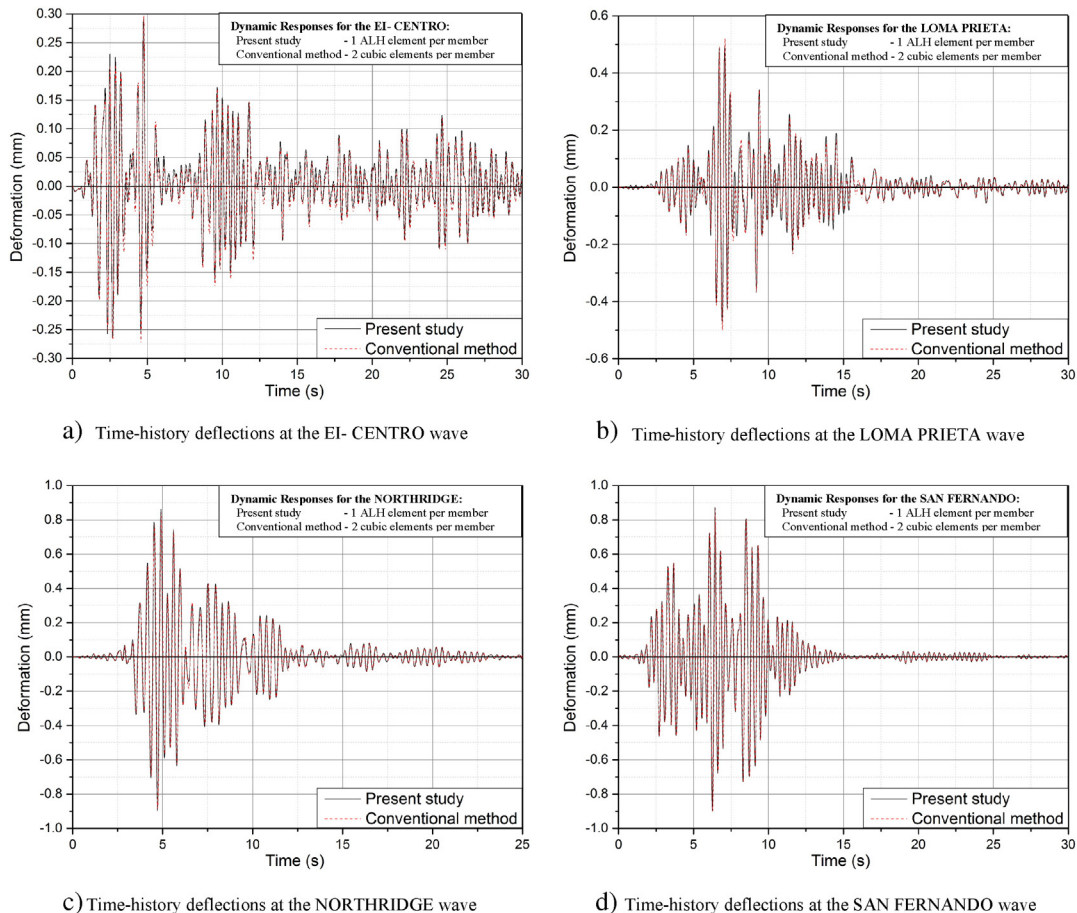 Dynamic Responses for the EI- CENTRO:
Present study - 1 ALH element per member
Conventional method - 2 cubic elements per member
0.30
0.25
0.20
0.15
0.10
0.05
0.00
-0.05
-0.10
-0.15
-0.20
-0.25
-0.30
Deformation (mm)
Present study
Conventional method
0 5 10 15 20 25 30
Time (s)
a) Time-history deflections at the EI- CENTRO wave
Dynamic Responses for the LOMA PRIETA:
Present study - 1 ALH element per member
Conventional method - 2 cubic elements per member
0.6
0.4
0.2
0.0
-0.2
-0.4
-0.6
Deformation (mm)
Present study
Conventional method
0 5 10 15 20 25 30
Time (s)
b) Time-history deflections at the LOMA PRIETA wave
Dynamic Responses for the NORTHRIDGE:
Present study - 1 ALH element per member
Conventional method - 2 cubic elements per member
1.0
0.8
0.6
0.4
0.2
0.0
-0.2
-0.4
-0.6
-0.8
-1.0
Deformation (mm)
Present study
Conventional method
0 5 10 15 20 25
Time (s)
c) Time-history deflections at the NORTHRIDGE wave
Dynamic Responses for the SAN FERNANDO:
Present study - 1 ALH element per member
Conventional method - 2 cubic elements per member
1.0
0.8
0.6
0.4
0.2
0.0
-0.2
-0.4
-0.6
-0.8
-1.0
Deformation (mm)
Present study
Conventional method
0 5 10 15 20 25 30
Time (s)
d) Time-history deflections at the SAN FERNANDO wave